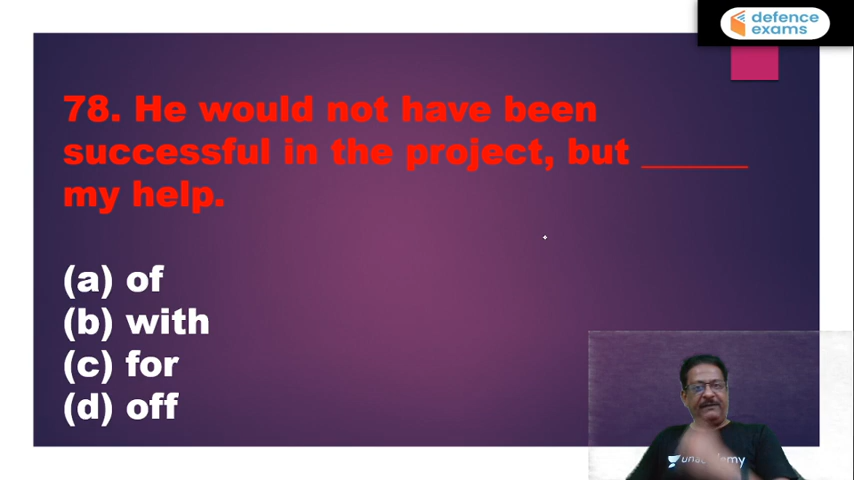 defence
exams
78. He would not have been
successful in the project, but ______
my help.
(a) of
(b) with
(c) for
(d) off